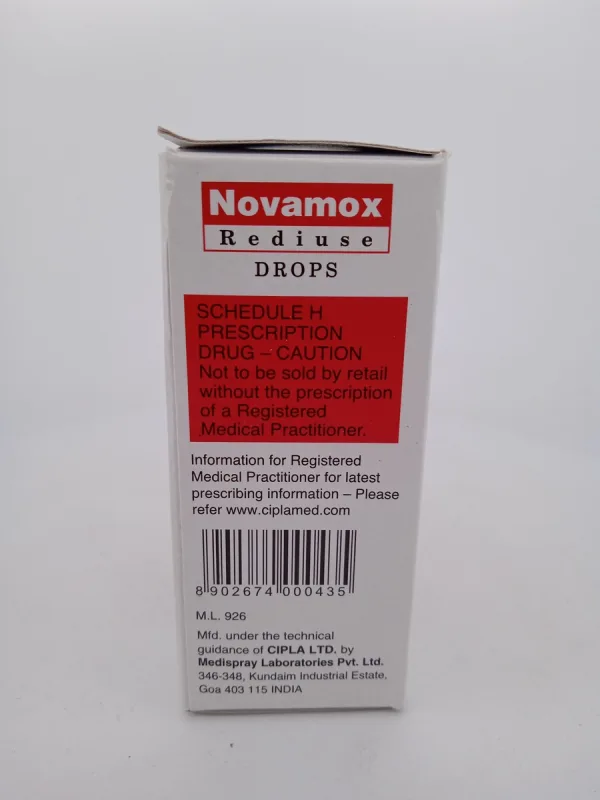 Novamox
Rediuse
DROPS
SCHEDULE H
PRESCRIPTION
DRUG – CAUTION
Not to be sold by retail
without the prescription
of a Registered
Medical Practitioner.
Information for Registered
Medical Practitioner for latest
prescribing information – Please
refer www.ciplamed.com
8 902674 000435
M.L. 926
Mfd. under the technical
guidance of CIPLA LTD. by
Medispray Laboratories Pvt. Ltd.
346-348, Kundaim Industrial Estate,
Goa 403 115 INDIA